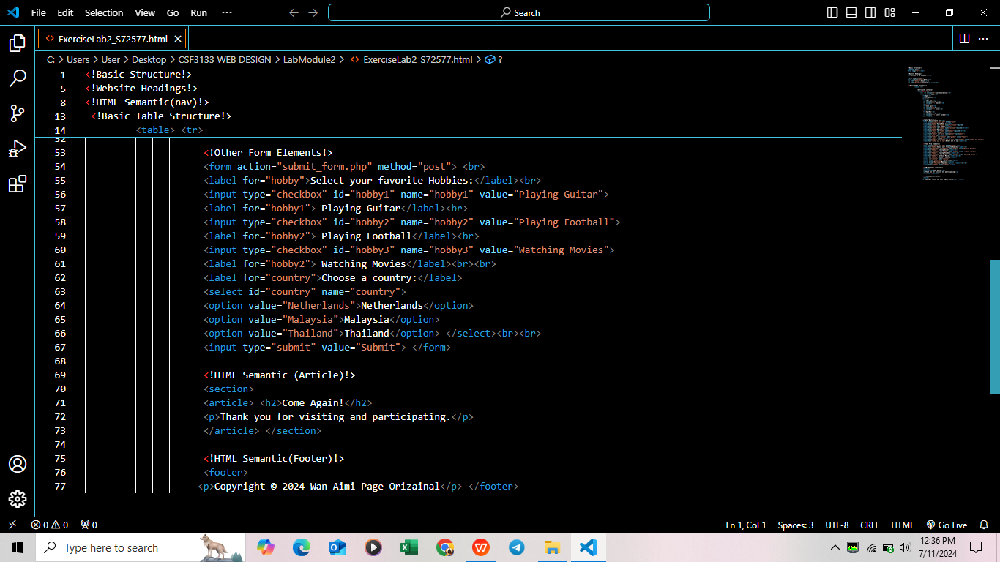 File Edit Selection View Go Run ··· Search
ExerciseLab2_S72577.html
C: > Users > User > Desktop > CSF3133 WEB DESIGN > LabModule2 > ExerciseLab2_S72577.html > ?
1 <!Basic Structure!>
5 <!Website Headings!>
8 <!HTML Semantic(nav)!>
13 <!Basic Table Structure!>
14 <table> <tr>
52
53 <!Other Form Elements!>
54 <form action="submit_form.php" method="post"> <br>
55 <label for="hobby">Select your favorite Hobbies:</label><br>
56 <input type="checkbox" id="hobby1" name="hobby1" value="Playing Guitar">
57 <label for="hobby1"> Playing Guitar</label><br>
58 <input type="checkbox" id="hobby2" name="hobby2" value="Playing Football">
59 <label for="hobby2"> Playing Football</label><br>
60 <input type="checkbox" id="hobby3" name="hobby3" value="Watching Movies">
61 <label for="hobby2"> Watching Movies</label><br><br>
62 <label for="country">Choose a country:</label>
63 <select id="country" name="country">
64 <option value="Netherlands">Netherlands</option>
65 <option value="Malaysia">Malaysia</option>
66 <option value="Thailand">Thailand</option> </select><br><br>
67 <input type="submit" value="Submit"> </form>
68
69 <!HTML Semantic (Article)!>
70 <section>
71 <article> <h2>Come Again!</h2>
72 <p>Thank you for visiting and participating.</p>
73 </article> </section>
74
75 <!HTML Semantic(Footer)!>
76 <footer>
77 <p>Copyright © 2024 Wan Aimi Page Orizainal</p> </footer>
0 0 0 Ln 1, Col 1 Spaces: 3 UTF-8 CRLF HTML Go Live
Type here to search
12:36 PM
7/11/2024